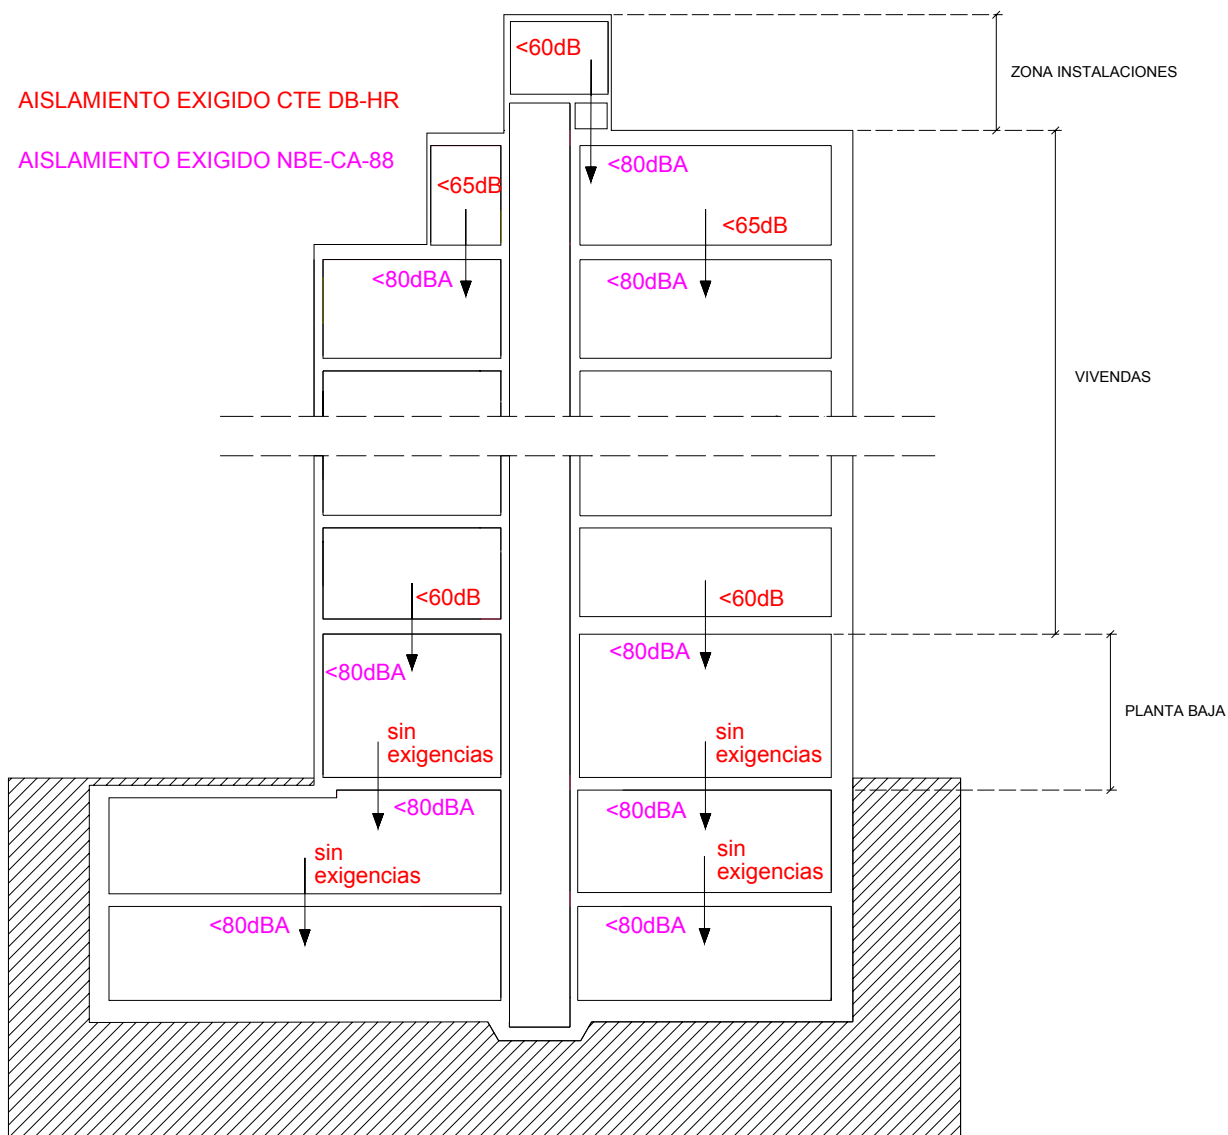 <60dB
ZONA INSTALACIONES
AISLAMIENTO EXIGIDO CTE DB-HR
AISLAMIENTO EXIGIDO NBE-CA-88
<80dBA
<65dB
<65dB
<80dBA
<80dBA
VIVENDAS
<60dB
<60dB
<80dBA
<80dBA
PLANTA BAJA
sin
exigencias
sin
exigencias
<80dBA
<80dBA
sin
exigencias
sin
exigencias
<80dBA
<80dBA